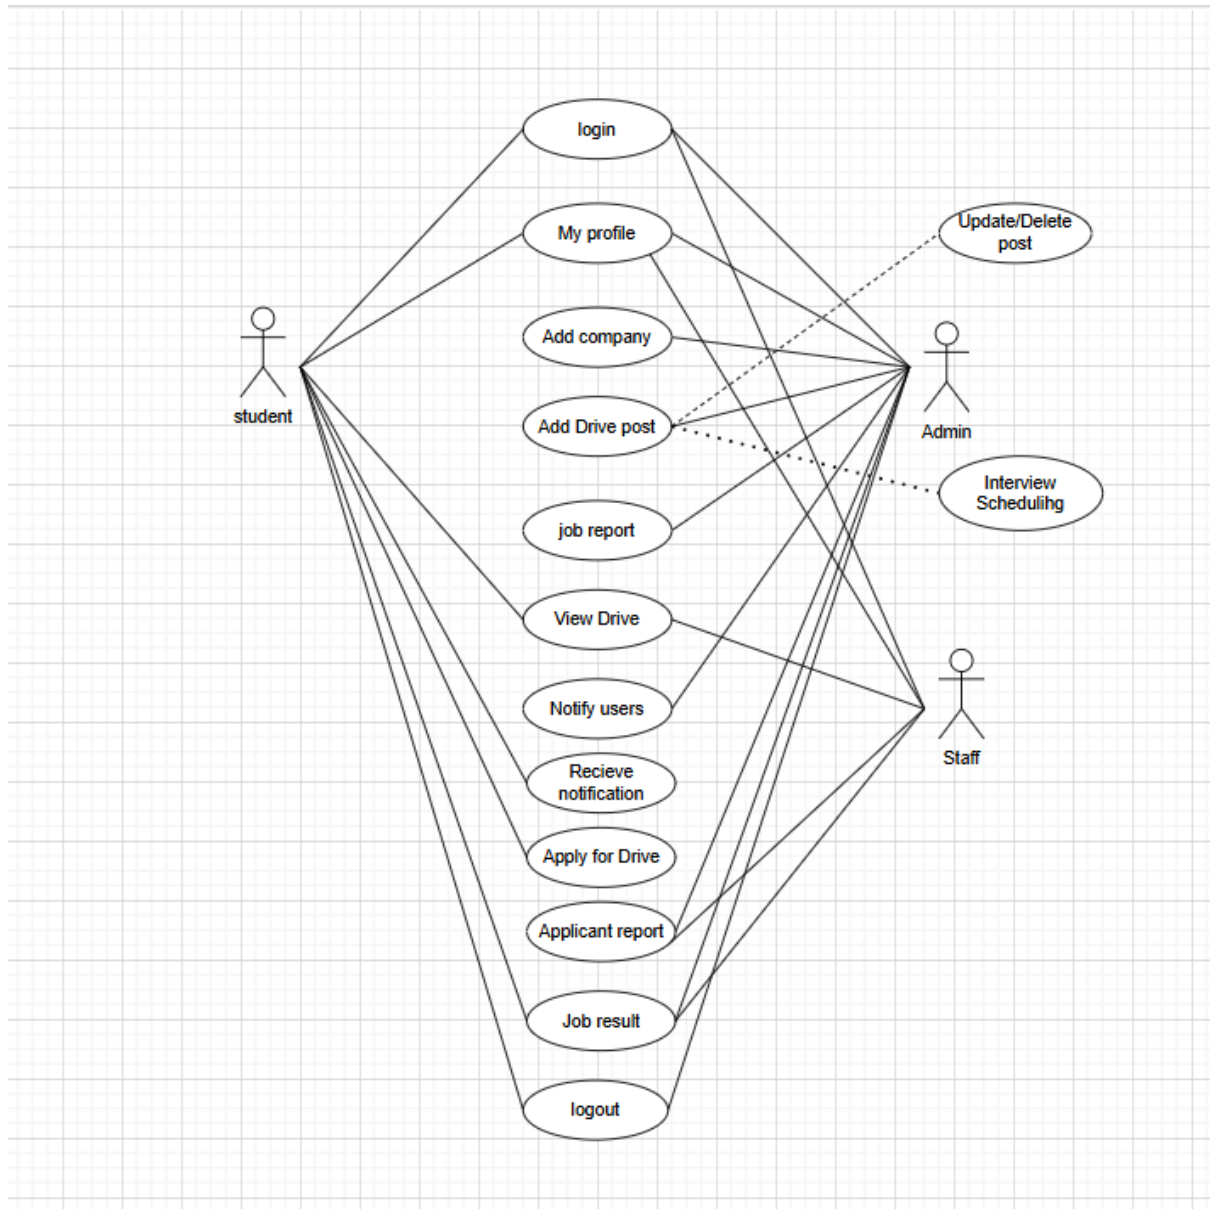 login
My profile
Update/Delete
post
Add company
student
Add Drive post
Admin
Interview
Schedulihg
job report
View Drive
Notify users
Staff
Recieve
notification
Apply for Drive
Applicant report
Job result
logout